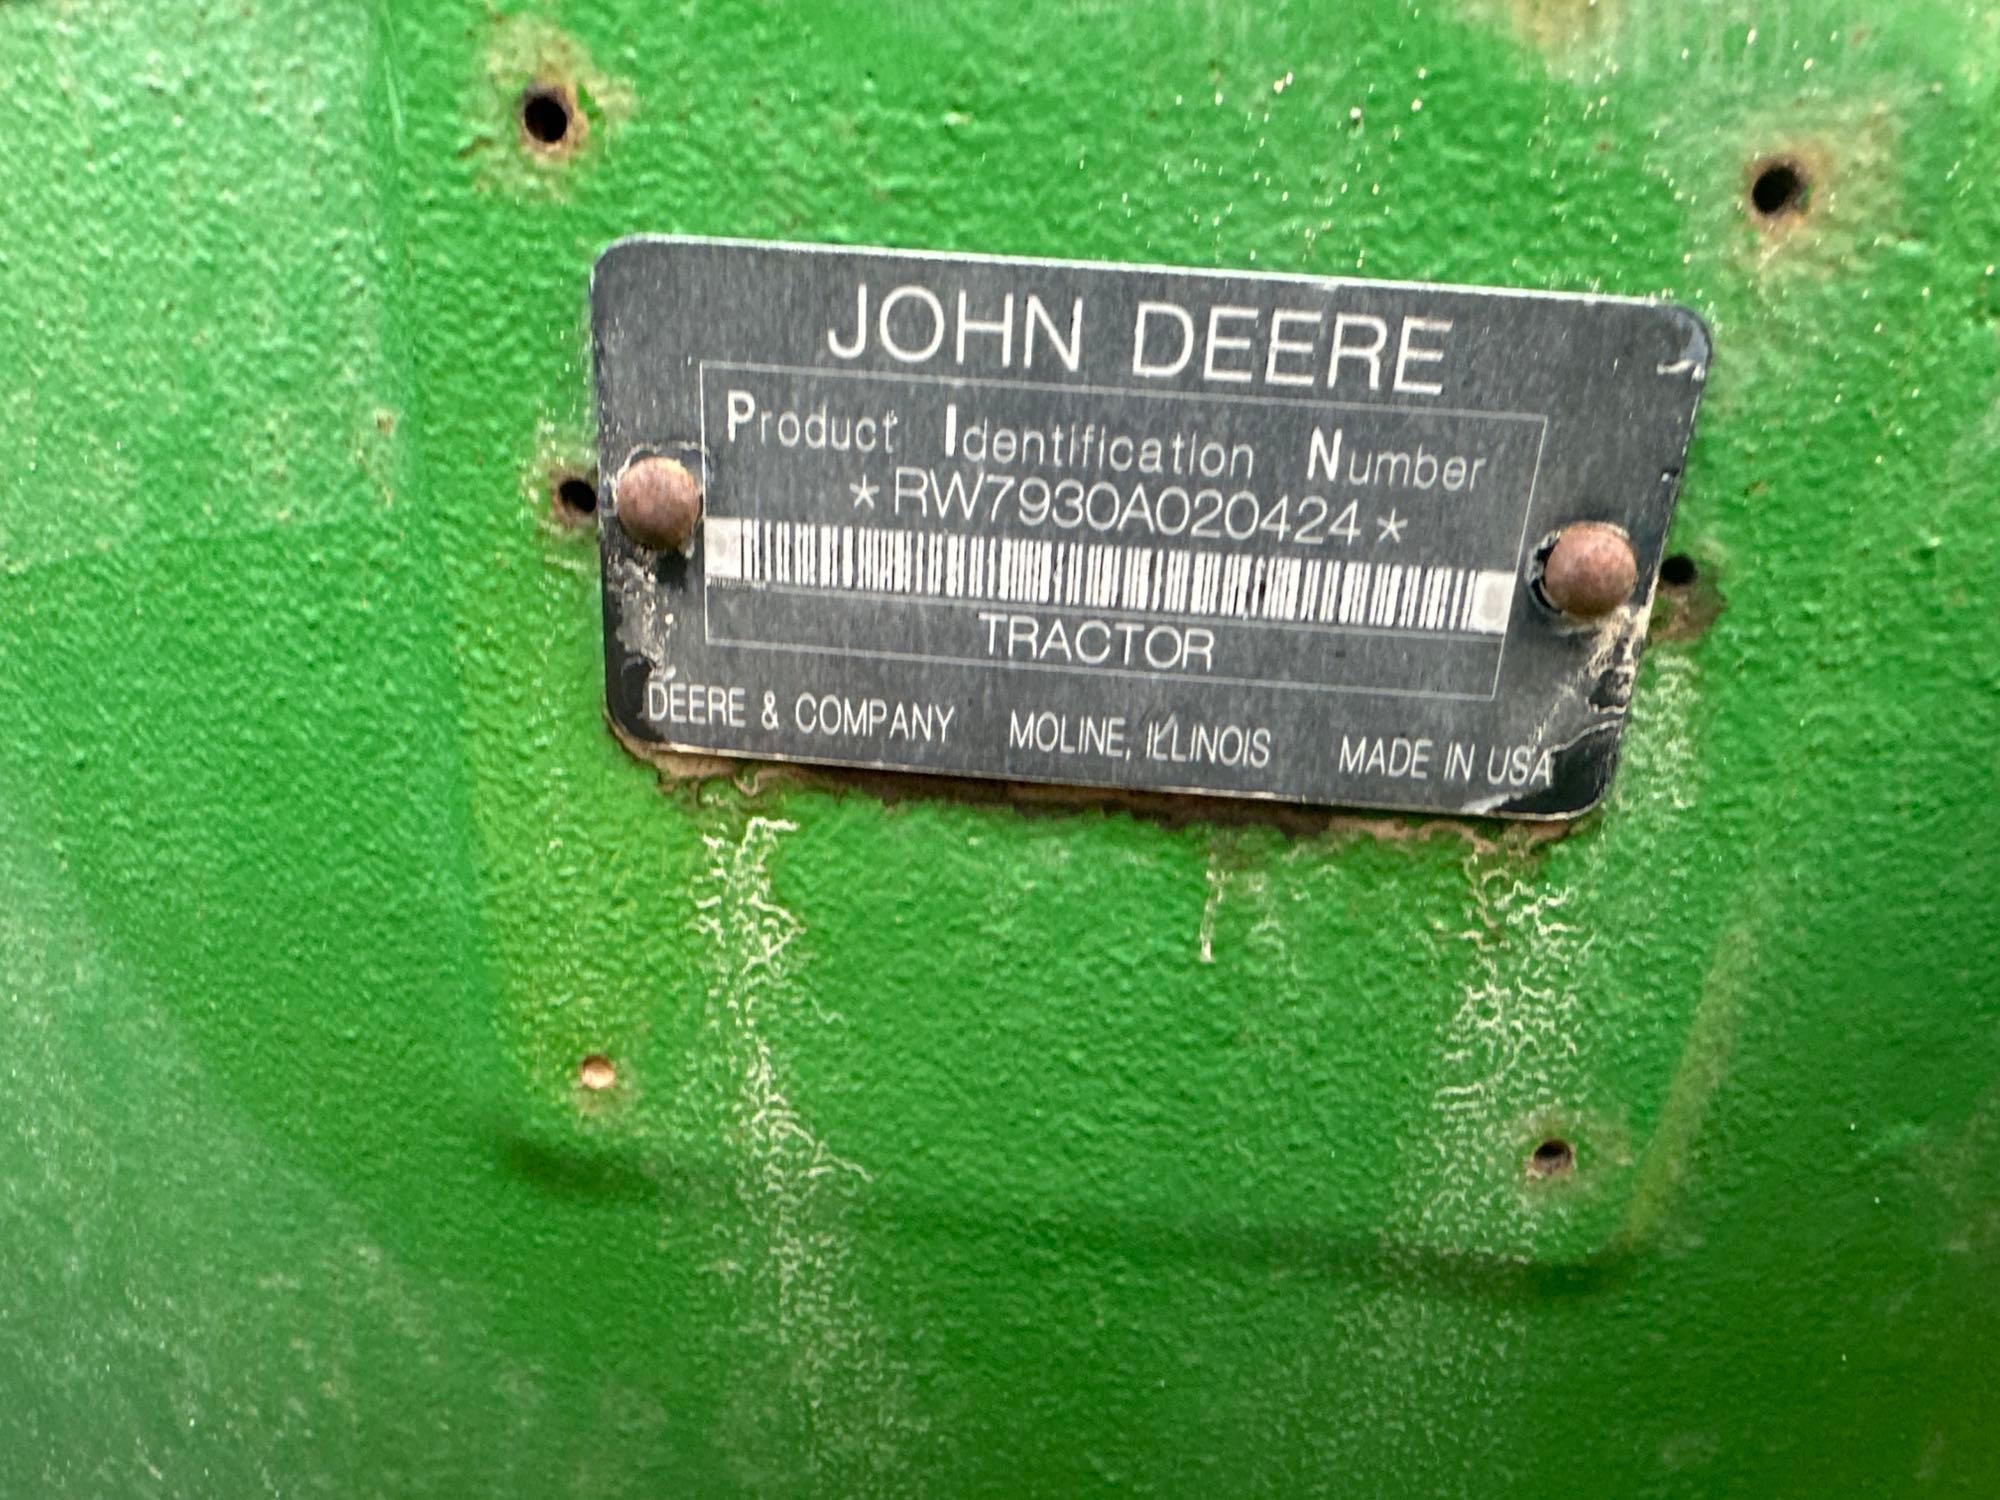 JOHN DEERE
Product Identification Number
*RW7930A020424*
TRACTOR
DEERE & COMPANY MOLINE, ILLINOIS MADE IN USA